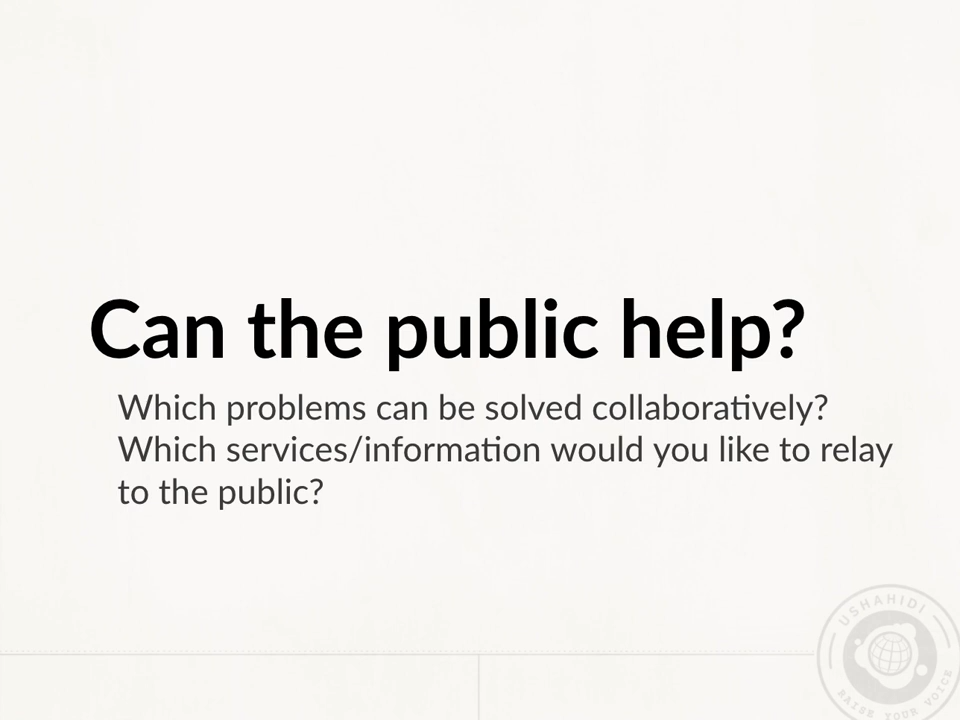 Can the public help?
Which problems can be solved collaboratively?
Which services/information would you like to relay
to the public?
USHAHIDI
RAISE YOUR VOICE